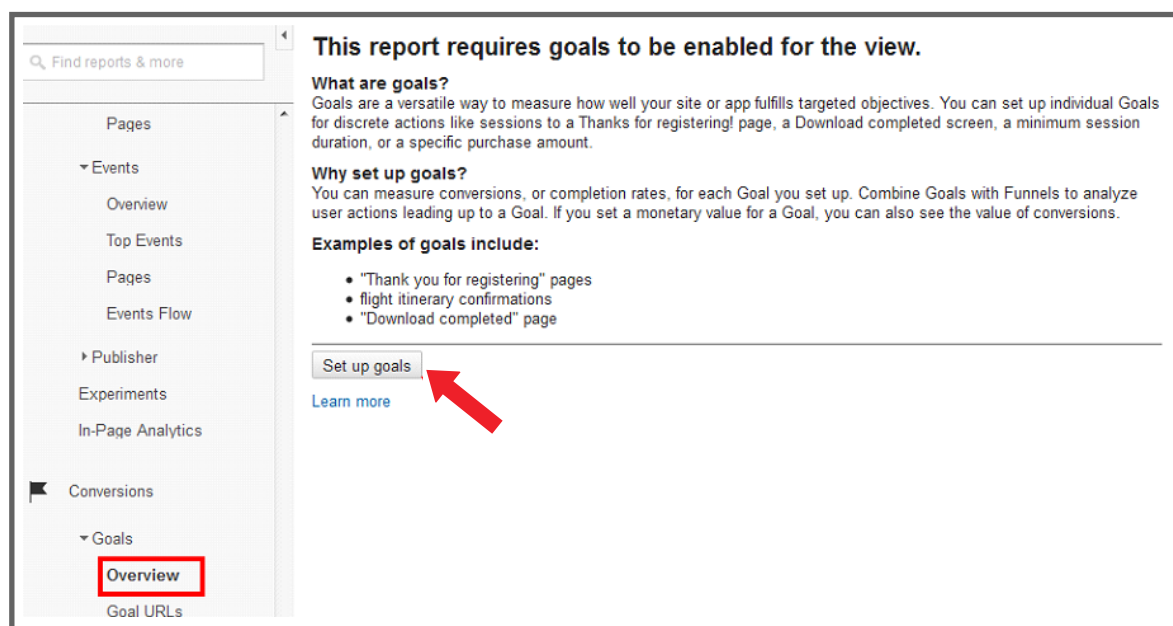 Find reports & more
Pages
Events
Overview
Top Events
Pages
Events Flow
Publisher
Experiments
In-Page Analytics
Conversions
Goals
Overview
Goal URLs
This report requires goals to be enabled for the view.
What are goals?
Goals are a versatile way to measure how well your site or app fulfills targeted objectives. You can set up individual Goals
for discrete actions like sessions to a Thanks for registering! page, a Download completed screen, a minimum session
duration, or a specific purchase amount.
Why set up goals?
You can measure conversions, or completion rates, for each Goal you set up. Combine Goals with Funnels to analyze
user actions leading up to a Goal. If you set a monetary value for a Goal, you can also see the value of conversions.
Examples of goals include:
• "Thank you for registering" pages
• flight itinerary confirmations
• "Download completed" page
Set up goals
Learn more